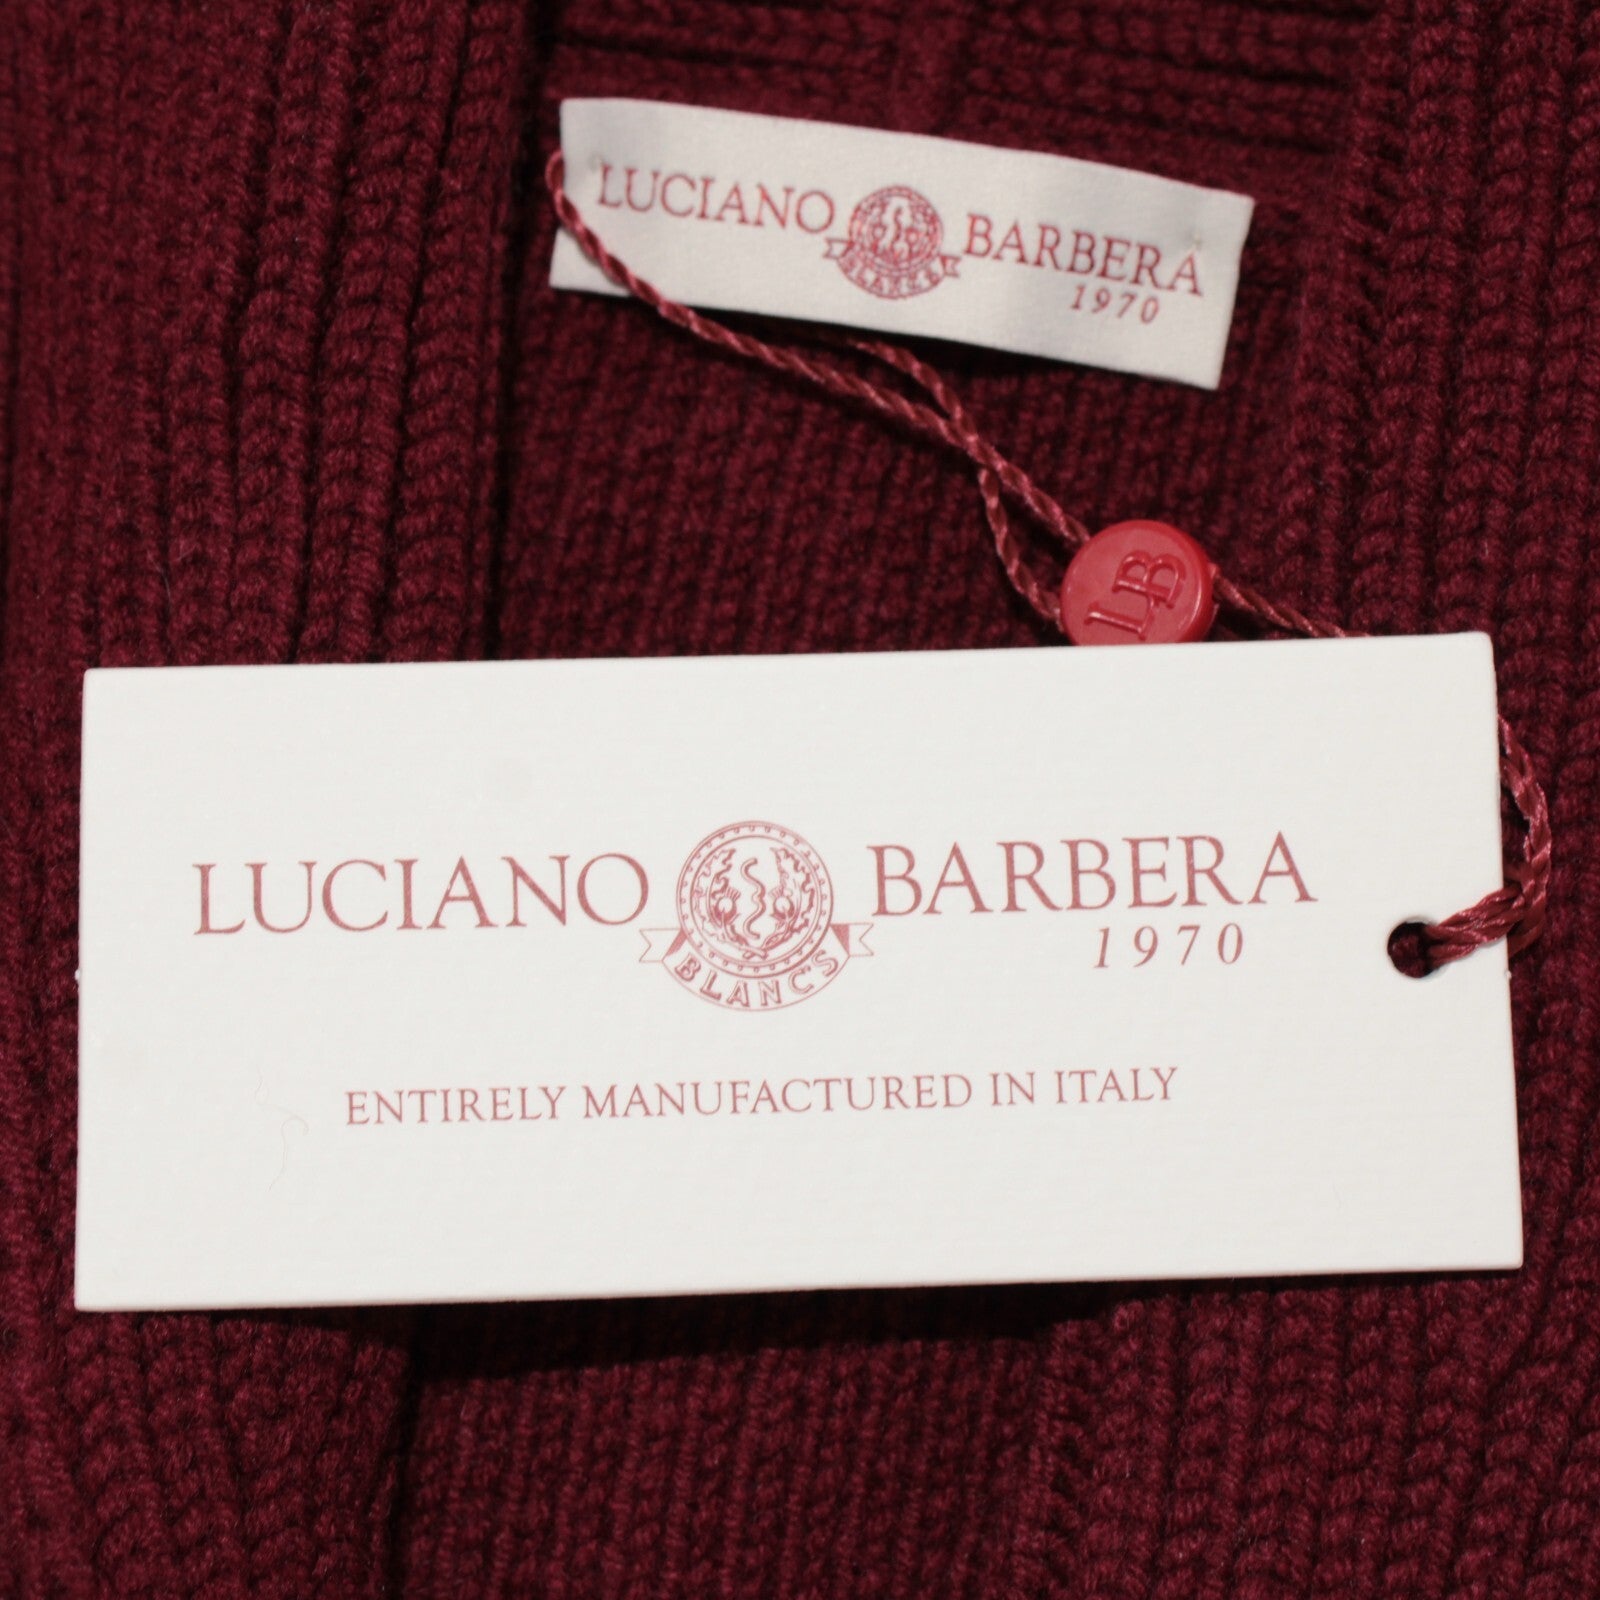 LUCIANO BLANCS BARBERA
1970
LB
LUCIANO BLANCS BARBERA
1970
ENTIRELY MANUFACTURED IN ITALY